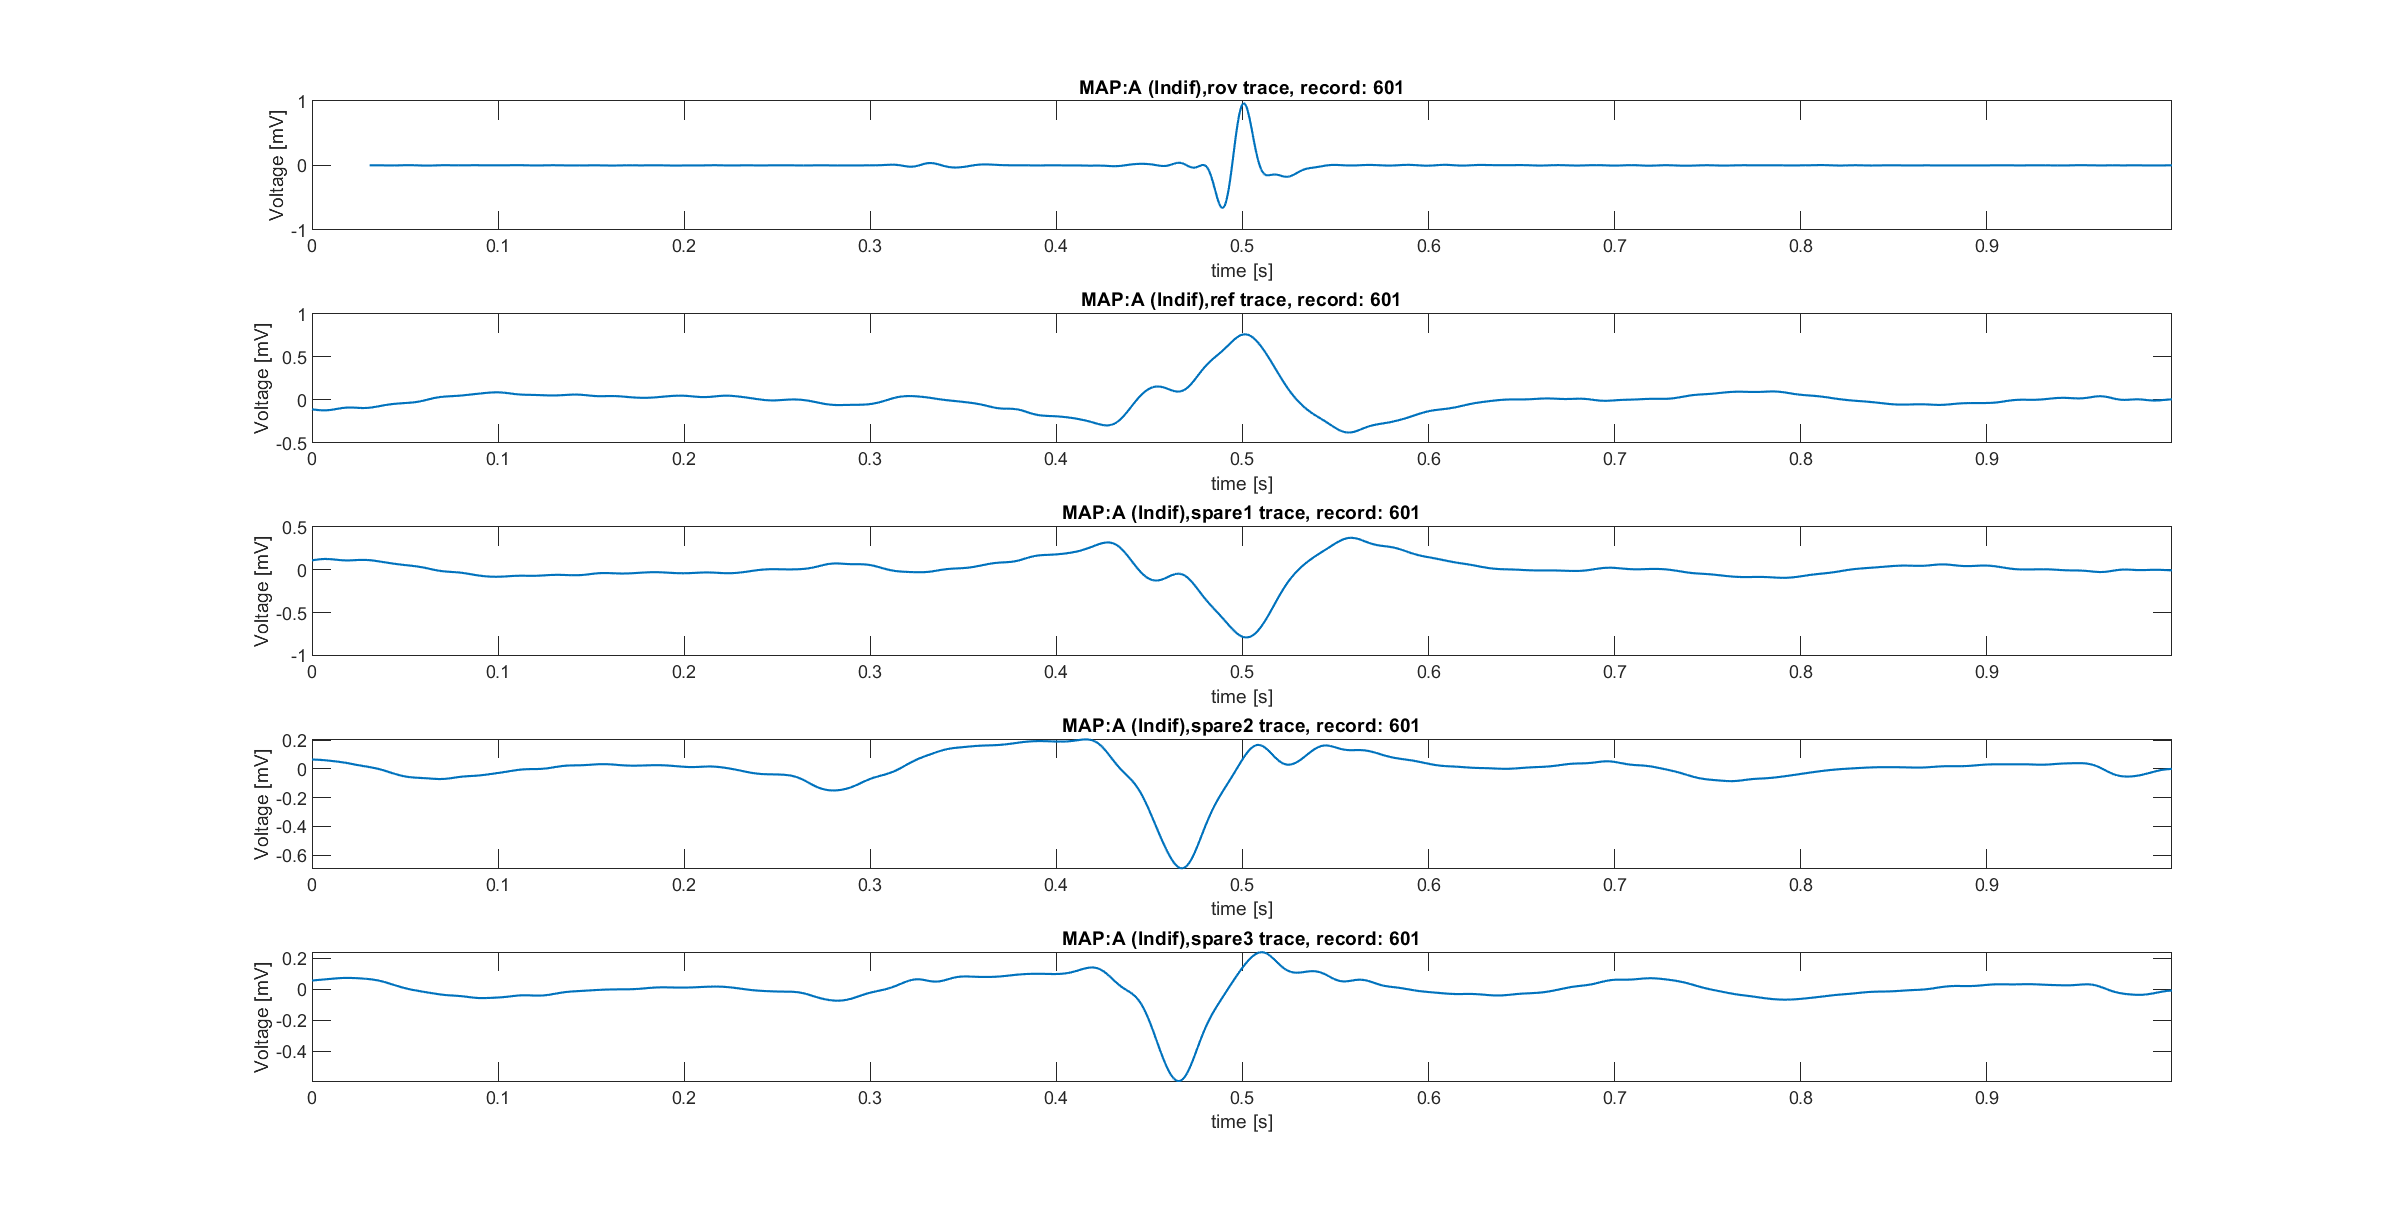 MAP:A (Indif),rov trace, record: 601
Voltage [mV]
1
0
-1
0 0.1 0.2 0.3 0.4 0.5 0.6 0.7 0.8 0.9
time [s]
MAP:A (Indif),ref trace, record: 601
Voltage [mV]
1
0.5
0
-0.5
0 0.1 0.2 0.3 0.4 0.5 0.6 0.7 0.8 0.9
time [s]
MAP:A (Indif),spare1 trace, record: 601
Voltage [mV]
0.5
0
-0.5
-1
0 0.1 0.2 0.3 0.4 0.5 0.6 0.7 0.8 0.9
time [s]
MAP:A (Indif),spare2 trace, record: 601
Voltage [mV]
0.2
0
-0.2
-0.4
-0.6
0 0.1 0.2 0.3 0.4 0.5 0.6 0.7 0.8 0.9
time [s]
MAP:A (Indif),spare3 trace, record: 601
Voltage [mV]
0.2
0
-0.2
-0.4
0 0.1 0.2 0.3 0.4 0.5 0.6 0.7 0.8 0.9
time [s]